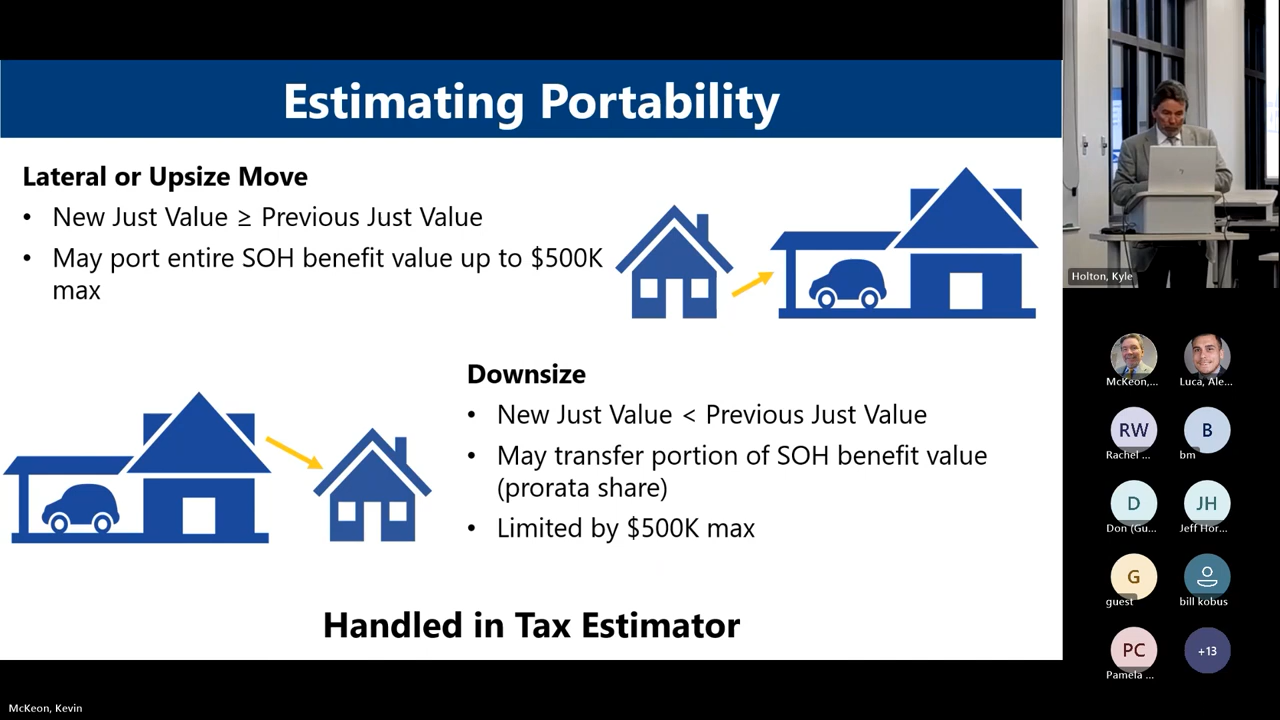 Estimating Portability
Lateral or Upsize Move
• New Just Value ≥ Previous Just Value
• May port entire SOH benefit value up to $500K
max
Downsize
• New Just Value < Previous Just Value
• May transfer portion of SOH benefit value
(prorata share)
• Limited by $500K max
Handled in Tax Estimator
Holton, Kyle
McKeon,...
Luca, Ale...
RW
Rachel ...
B
bm
D
Don (Gu...
JH
Jeff Hor...
G
guest
bill kobus
PC
Pamela ...
+13
McKeon, Kevin